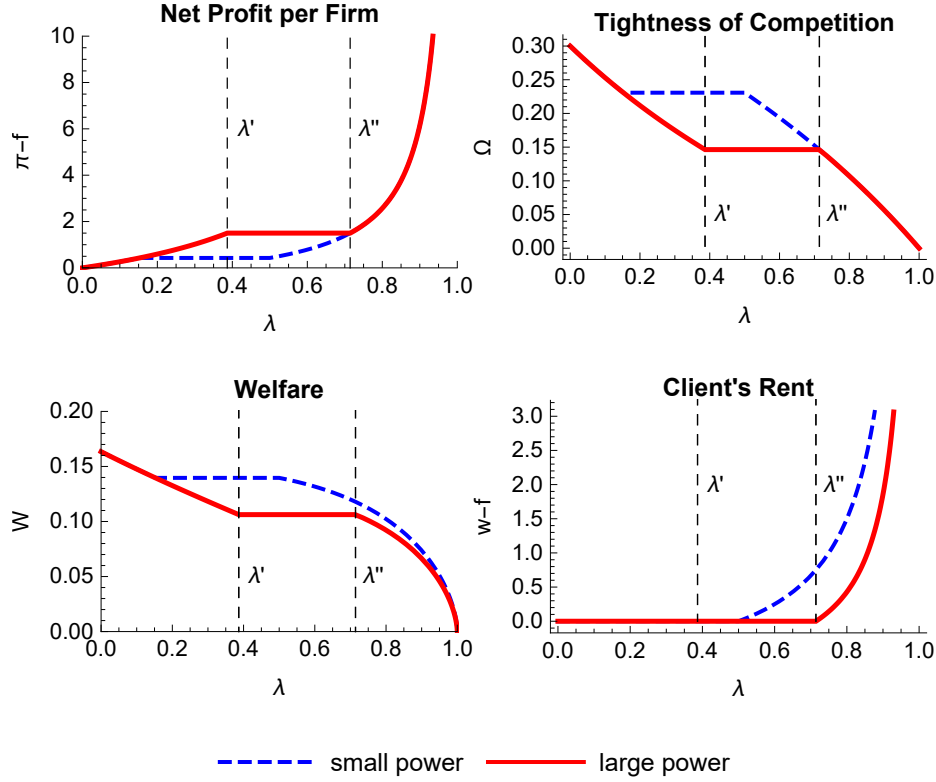 Net Profit per Firm
10
8
6
4
2
0
π−f
λ'
λ''
0.0 0.2 0.4 0.6 0.8 1.0
λ
Tightness of Competition
0.30
0.25
0.20
0.15
0.10
0.05
0.00
Ω
λ'
λ''
0.0 0.2 0.4 0.6 0.8 1.0
λ
Welfare
0.20
0.15
0.10
0.05
0.00
W
λ'
λ''
0.0 0.2 0.4 0.6 0.8 1.0
λ
Client's Rent
3.0
2.5
2.0
1.5
1.0
0.5
0.0
w−f
λ'
λ''
0.0 0.2 0.4 0.6 0.8 1.0
λ
small power large power